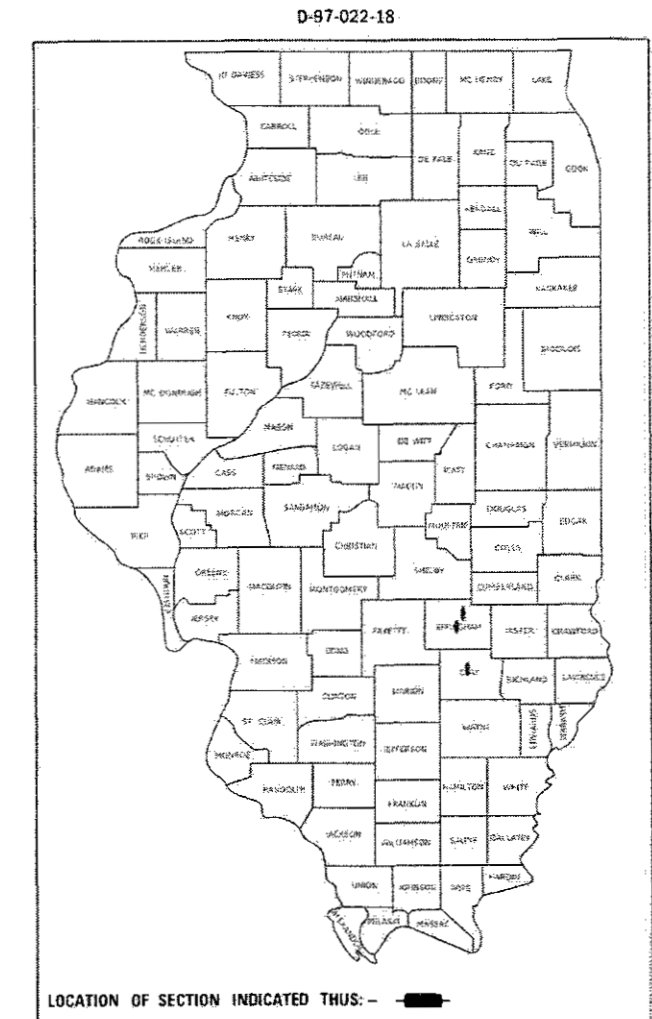 D-97-022-18
STEPHENSON WINNEBAGO BOONE MC HENRY LAKE
CARROLL OGLE
DE KALB KANE DU PAGE COOK
WHITESIDE LEE
KENDALL WILL
ROCK ISLAND HENRY BUREAU LA SALLE GRUNDY
MERCER PUTNAM KANKAKEE
STARK MARSHALL
HENDERSON WARREN KNOX PEORIA WOODFORD LIVINGSTON IROQUOIS
HANCOCK MC DONOUGH FULTON TAZEWELL MC LEAN FORD
MASON
SCHUYLER LOGAN DE WITT CHAMPAIGN VERMILION
ADAMS BROWN CASS MENARD MACON PIATT
MORGAN SANGAMON DOUGLAS EDGAR
PIKE SCOTT MOULTRIE
CHRISTIAN COLES
GREENE SHELBY CLARK
CALHOUN MACOUPIN MONTGOMERY CUMBERLAND
JERSEY FAYETTE EFFINGHAM JASPER CRAWFORD
MADISON BOND CLAY
RICHLAND LAWRENCE
CLINTON MARION
ST CLAIR WAYNE EDWARDS WABASH
WASHINGTON JEFFERSON
MONROE
RANDOLPH PERRY HAMILTON WHITE
FRANKLIN
JACKSON WILLIAMSON SALINE GALLATIN
HARDIN
UNION JOHNSON POPE
ALEXANDER PULASKI MASSAC
LOCATION OF SECTION INDICATED THUS: -